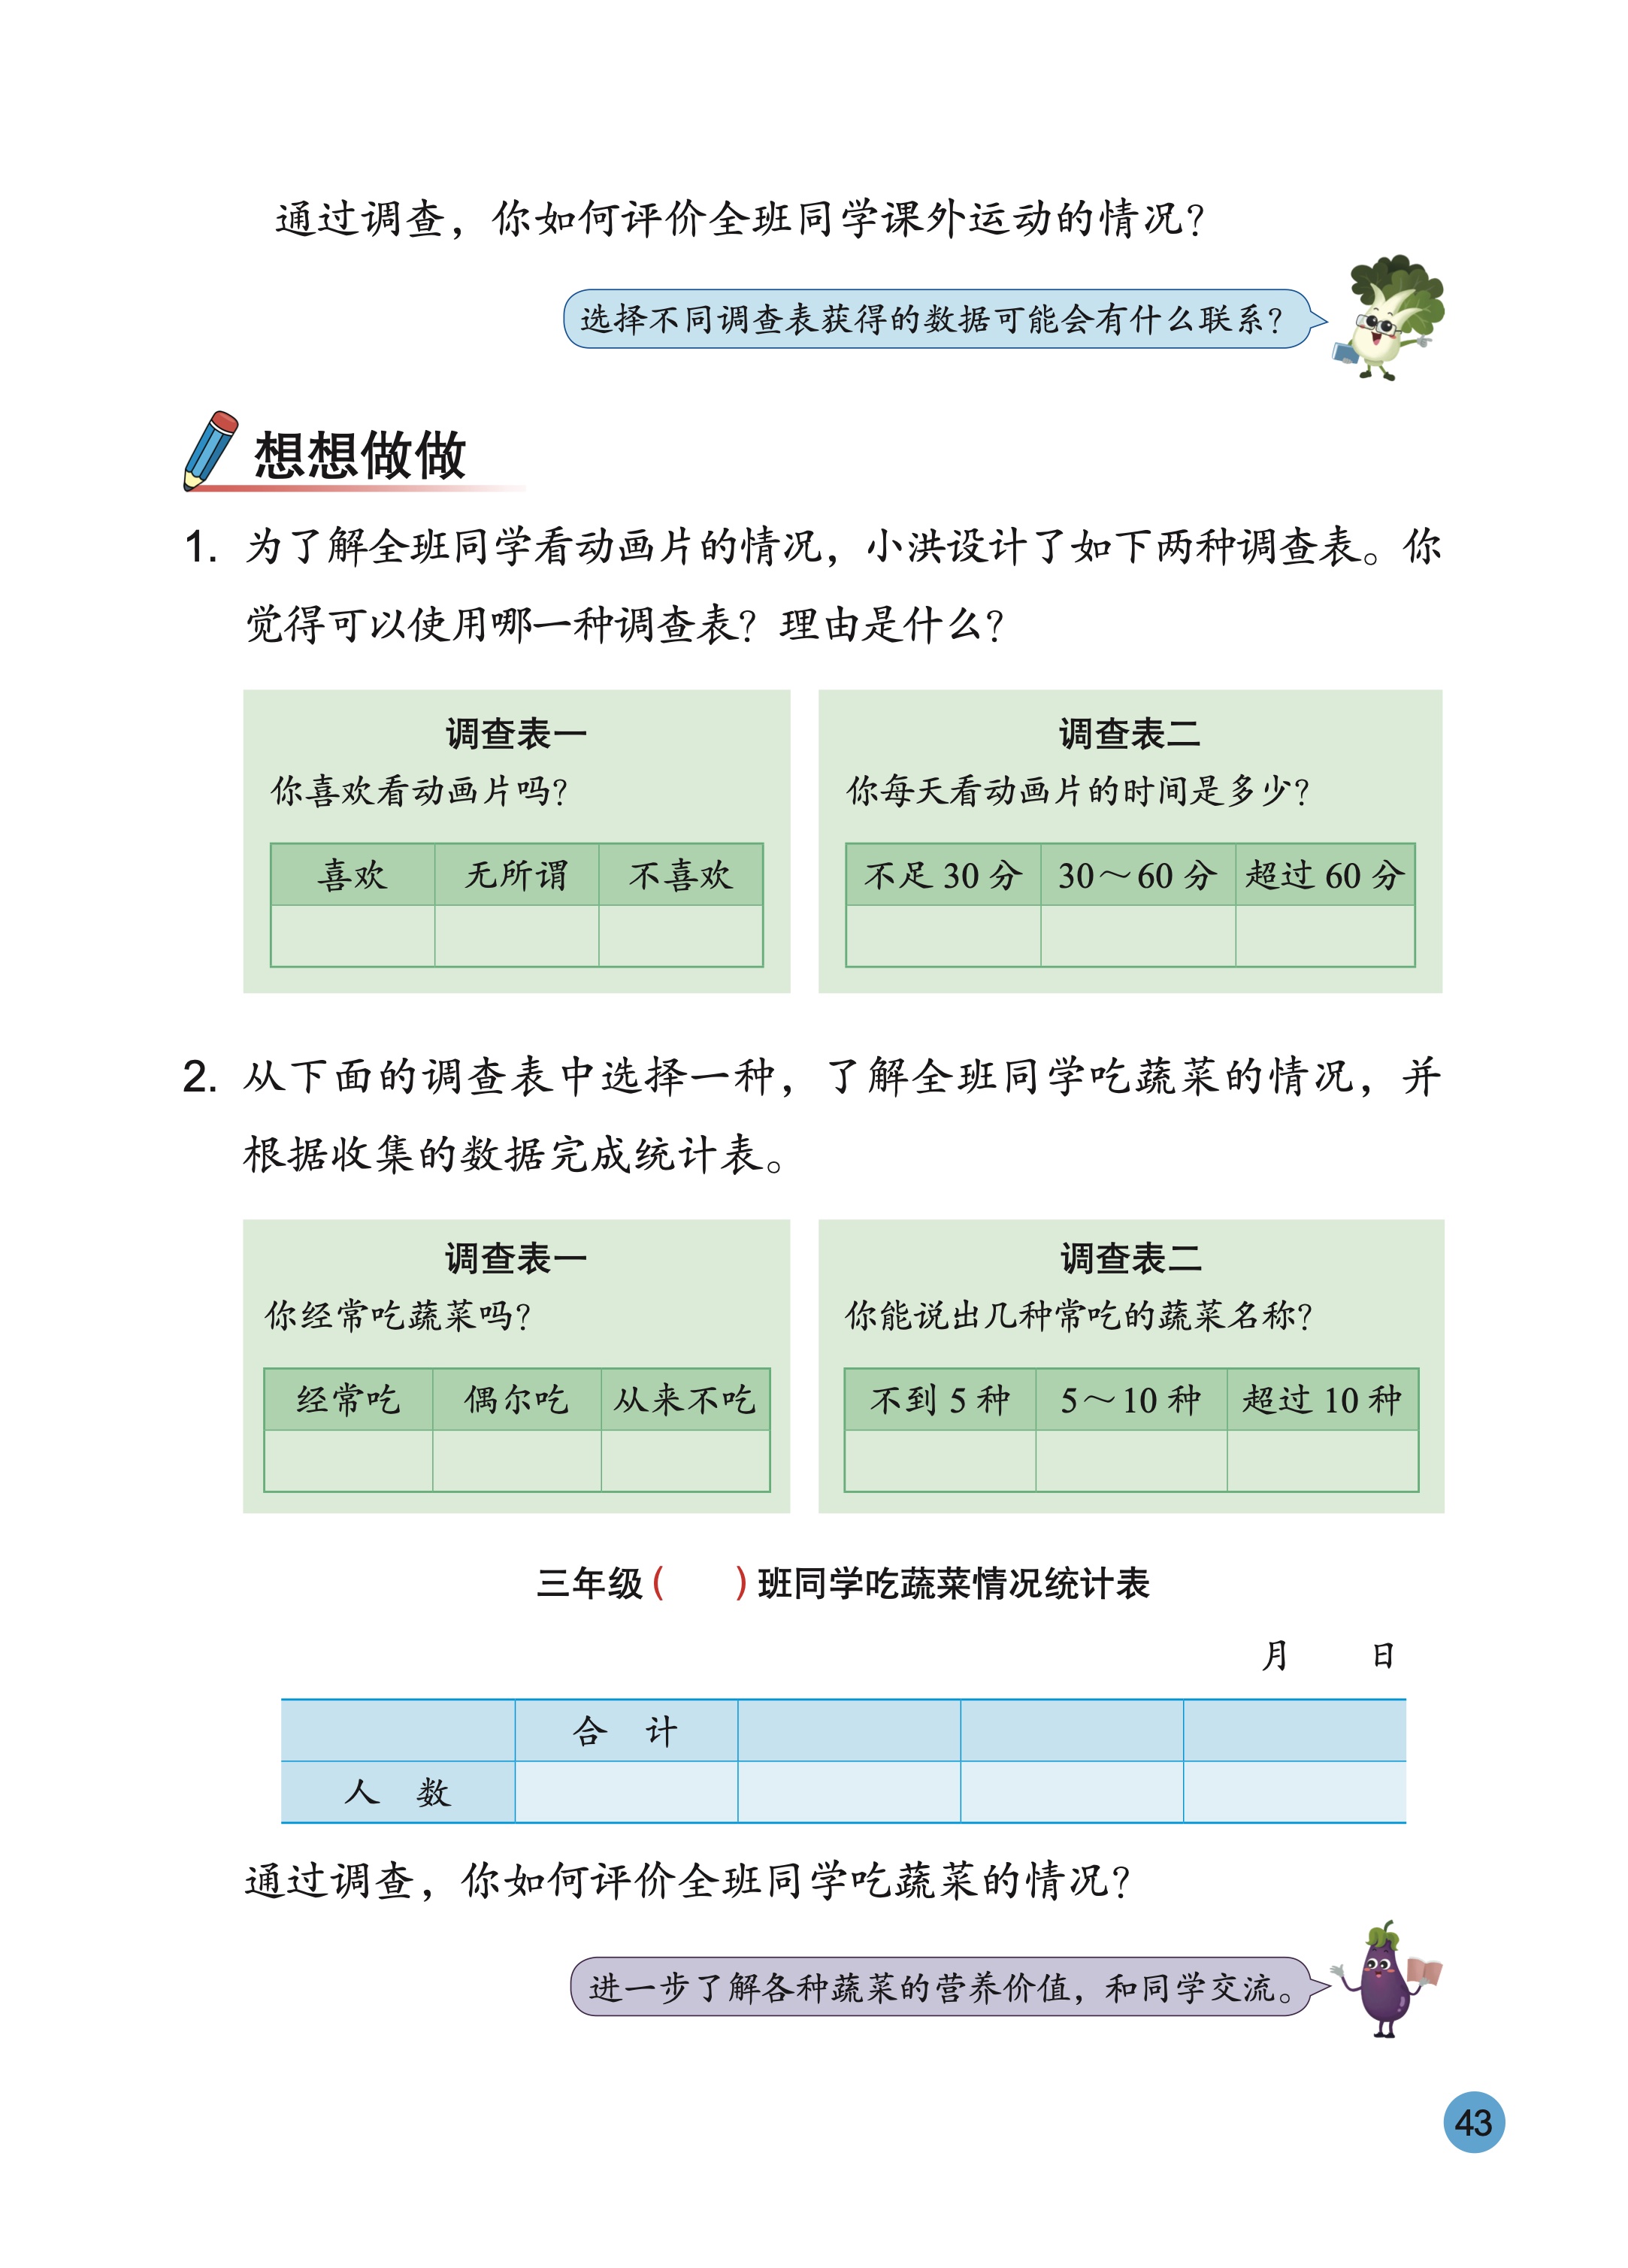 通过调查，你如何评价全班同学课外运动的情况？
选择不同调查表获得的数据可能会有什么联系？
想想做做
1. 为了解全班同学看动画片的情况，小洪设计了如下两种调查表。你
觉得可以使用哪一种调查表？理由是什么？
调查表一
你喜欢看动画片吗？
喜欢 无所谓 不喜欢
调查表二
你每天看动画片的时间是多少？
不足 30 分 30～60 分 超过 60 分
2. 从下面的调查表中选择一种，了解全班同学吃蔬菜的情况，并
根据收集的数据完成统计表。
调查表一
你经常吃蔬菜吗？
经常吃 偶尔吃 从来不吃
调查表二
你能说出几种常吃的蔬菜名称？
不到 5 种 5～10 种 超过 10 种
三年级（ ）班同学吃蔬菜情况统计表
月 日
合 计
人 数
通过调查，你如何评价全班同学吃蔬菜的情况？
进一步了解各种蔬菜的营养价值，和同学交流。
43